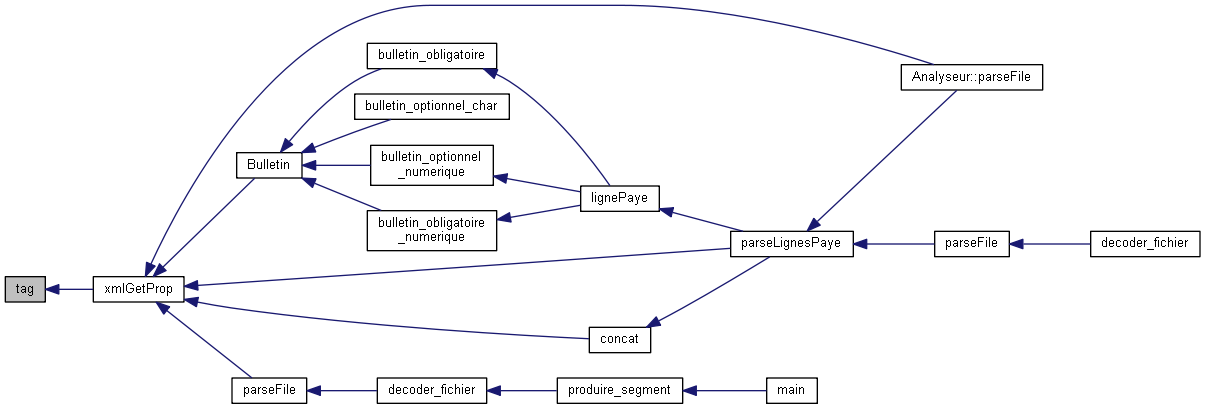 bulletin_obligatoire
Analyseur::parseFile
bulletin_optionnel_char
Bulletin
bulletin_optionnel
_numerique
lignePaye
bulletin_obligatoire
_numerique
parseLignesPaye
parseFile
decoder_fichier
tag
xmlGetProp
concat
parseFile
decoder_fichier
produire_segment
main